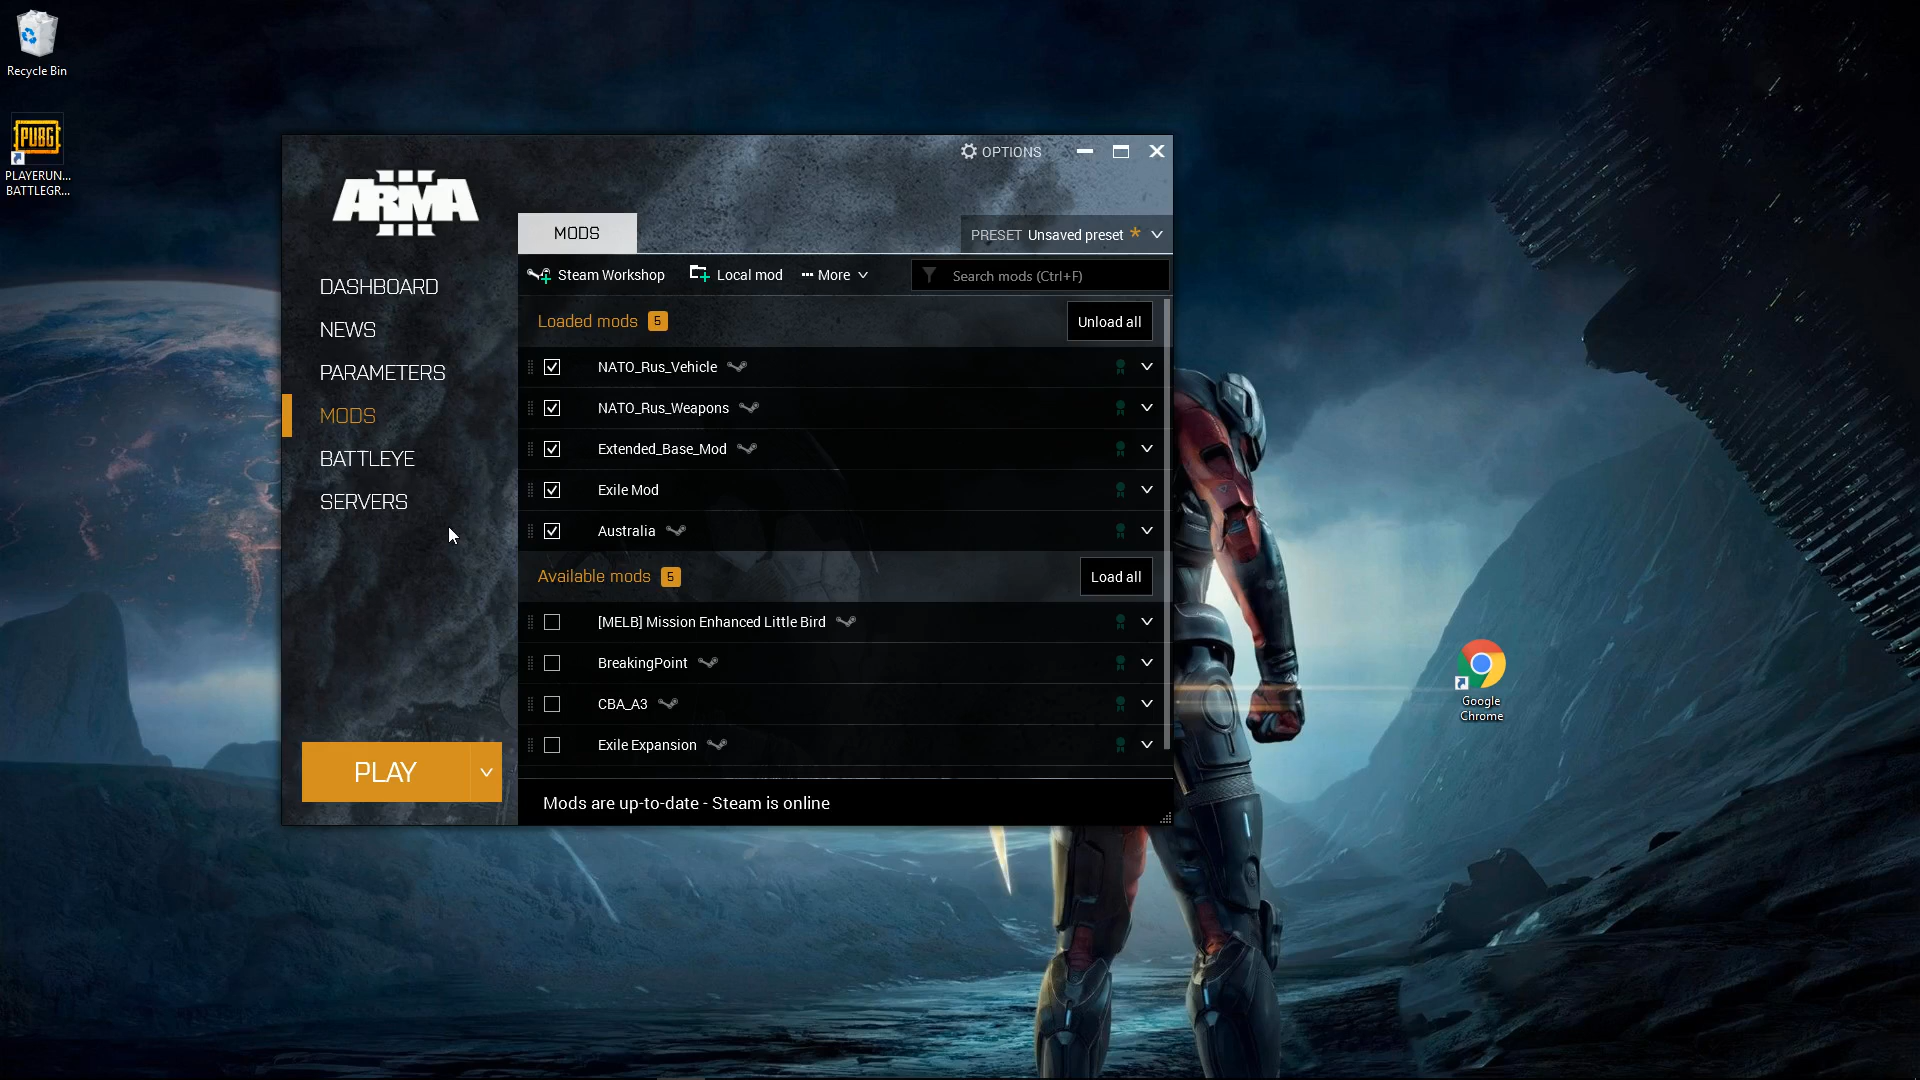 Recycle Bin
PUBG
PLAYERUN...
BATTLEGR...
OPTIONS
ARMA
III
MODS
PRESET Unsaved preset *
Steam Workshop
Local mod
More
Search mods (Ctrl+F)
DASHBOARD
NEWS
PARAMETERS
MODS
BATTLEYE
SERVERS
PLAY
Loaded mods 5
Unload all
NATO_Rus_Vehicle
NATO_Rus_Weapons
Extended_Base_Mod
Exile Mod
Australia
Available mods 5
Load all
[MELB] Mission Enhanced Little Bird
BreakingPoint
CBA_A3
Exile Expansion
Mods are up-to-date - Steam is online
Google
Chrome